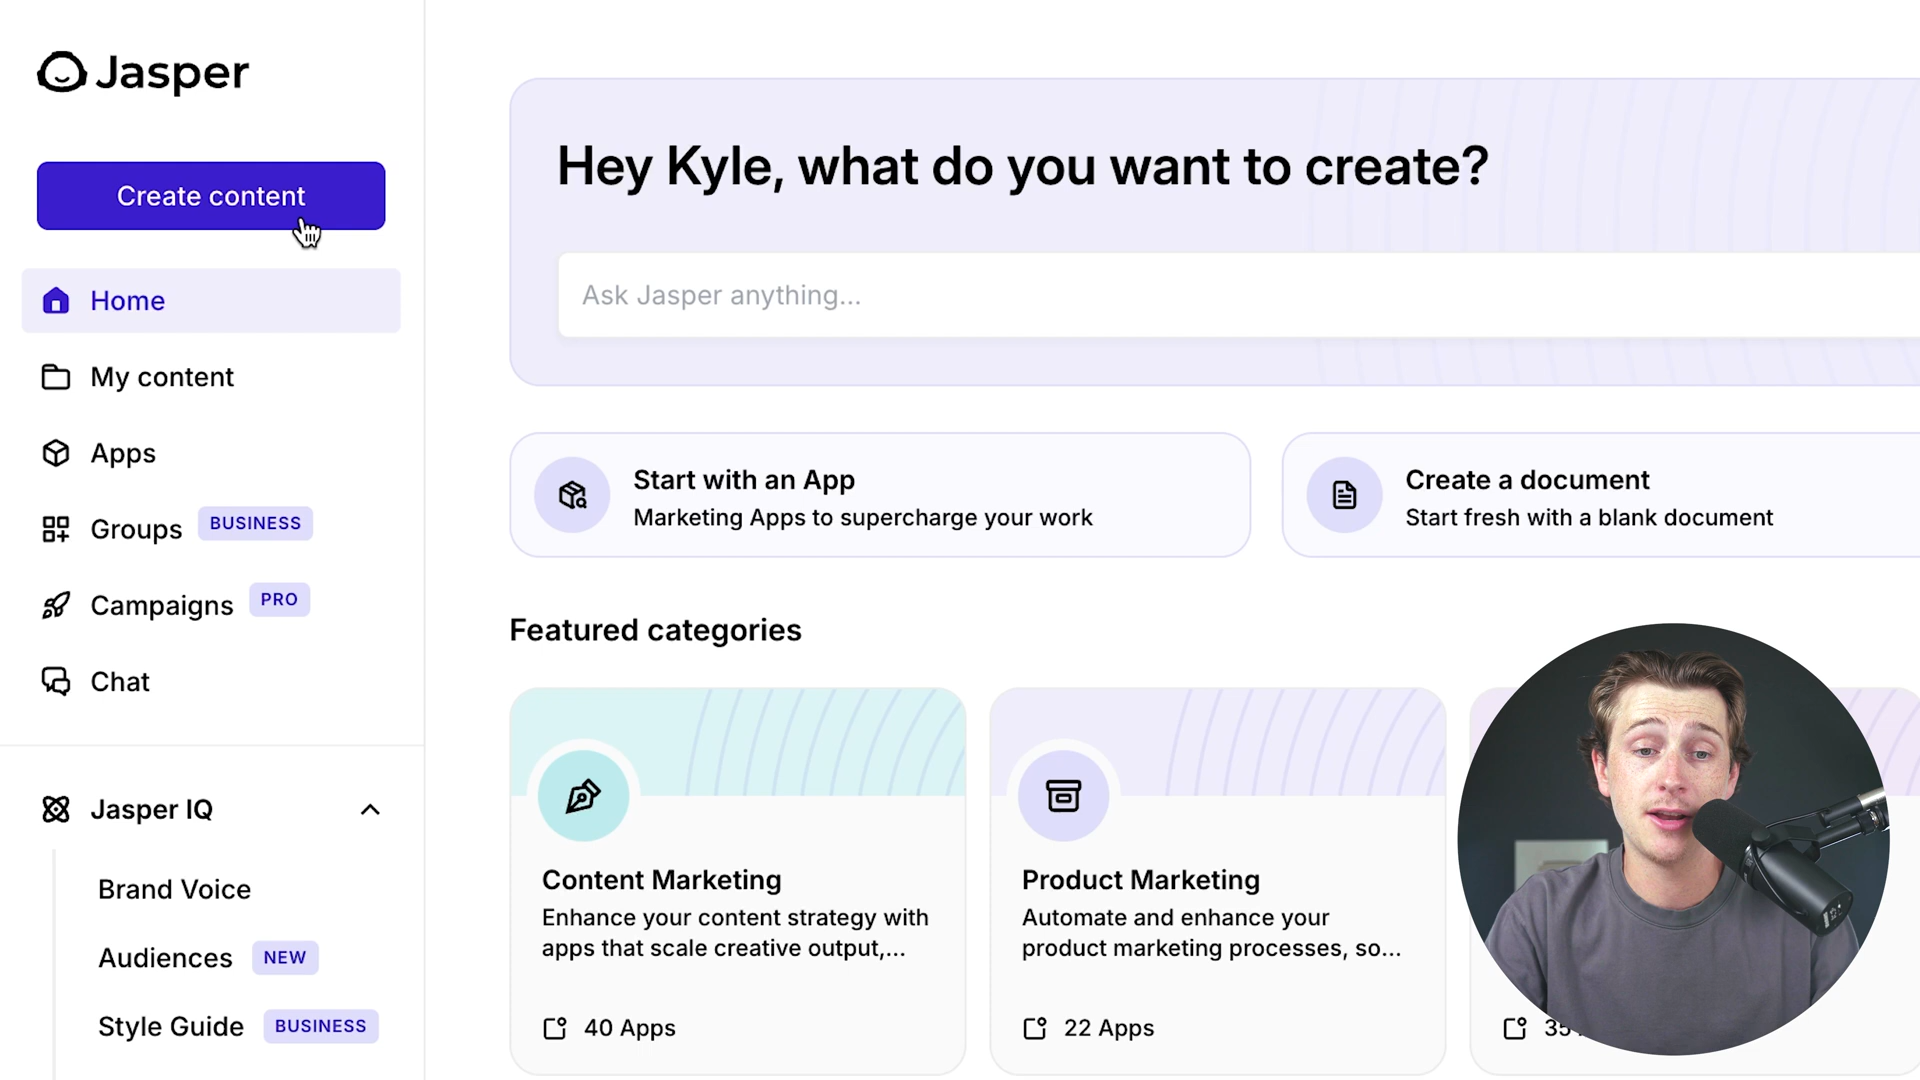 Jasper
Create content
Home
My content
Apps
Groups BUSINESS
Campaigns PRO
Chat
Jasper IQ
Brand Voice
Audiences NEW
Style Guide BUSINESS
Hey Kyle, what do you want to create?
Ask Jasper anything...
Start with an App
Marketing Apps to supercharge your work
Create a document
Start fresh with a blank document
Featured categories
Content Marketing
Enhance your content strategy with
apps that scale creative output,...
40 Apps
Product Marketing
Automate and enhance your
product marketing processes, so...
22 Apps